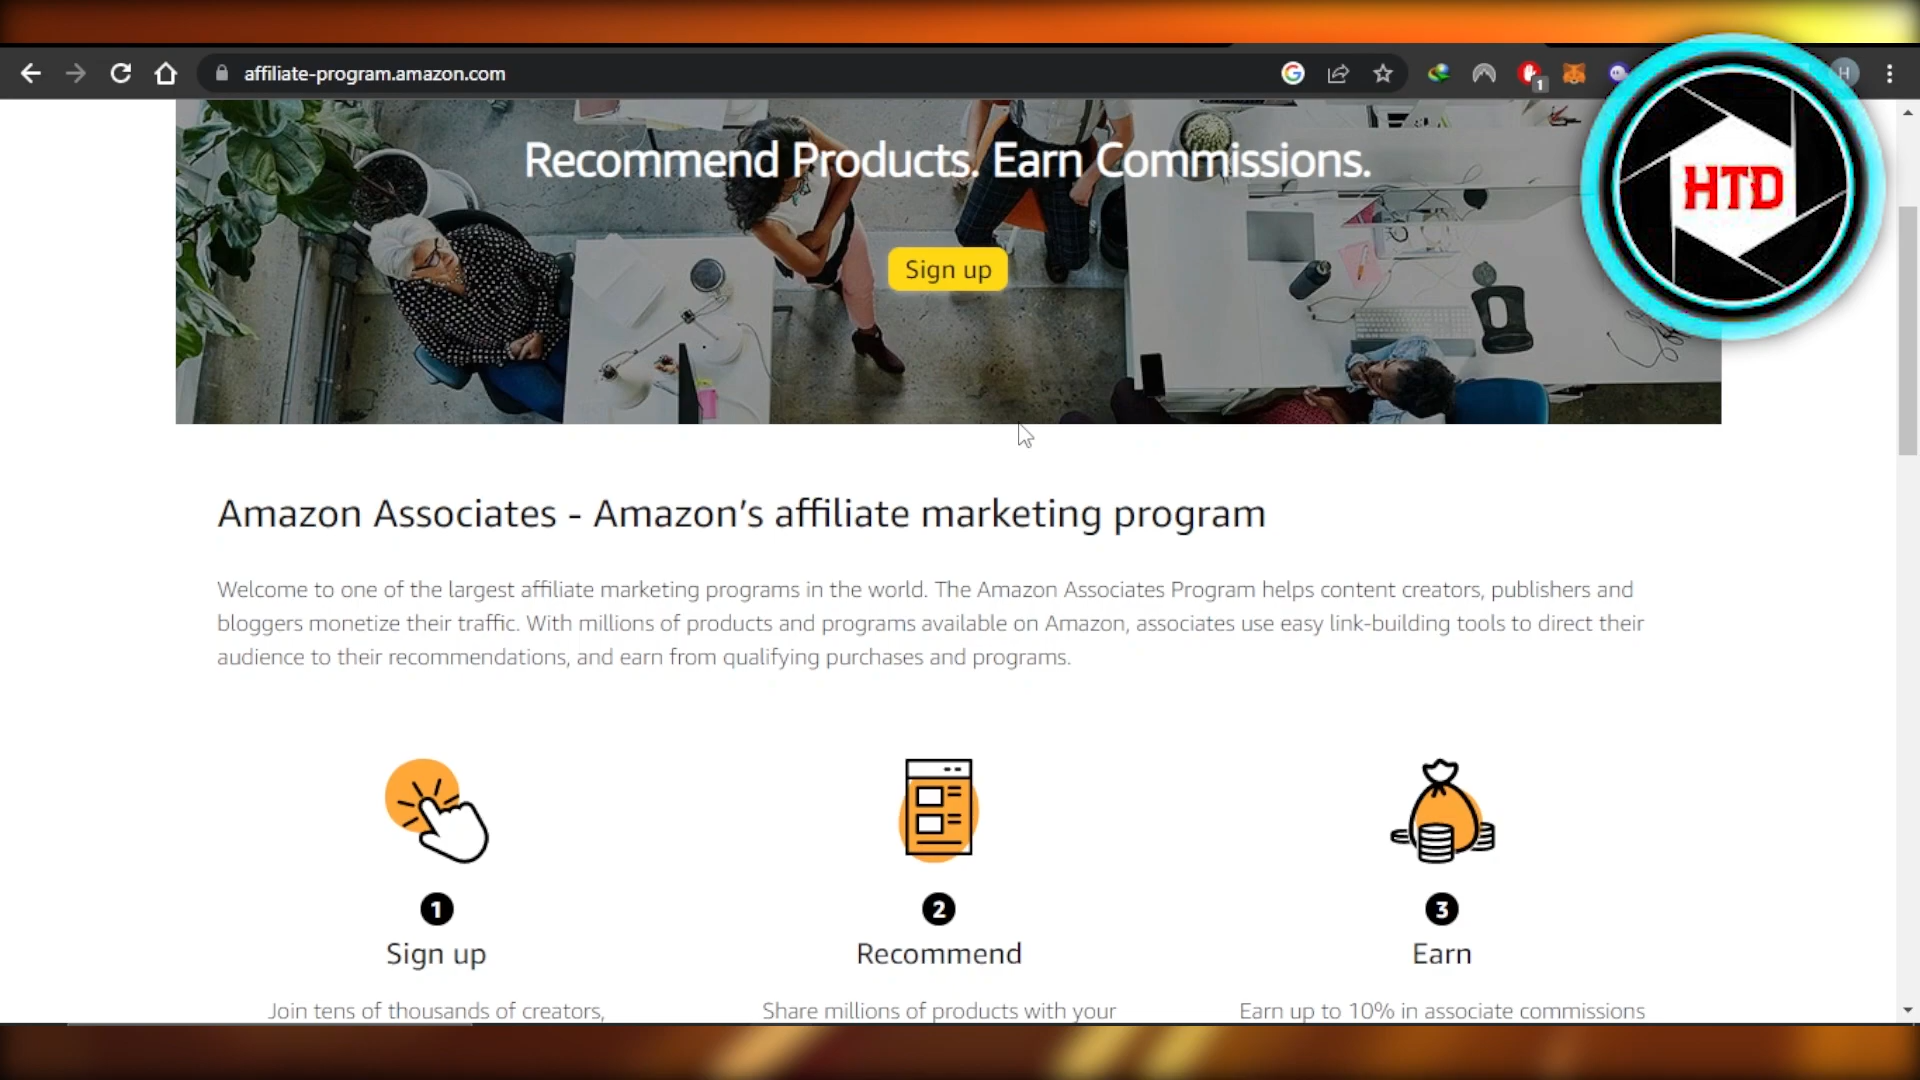 affiliate-program.amazon.com
1
H
HTD
Recommend Products. Earn Commissions.
Sign up
Amazon Associates - Amazon’s affiliate marketing program
Welcome to one of the largest affiliate marketing programs in the world. The Amazon Associates Program helps content creators, publishers and
bloggers monetize their traffic. With millions of products and programs available on Amazon, associates use easy link-building tools to direct their
audience to their recommendations, and earn from qualifying purchases and programs.
1
Sign up
Join tens of thousands of creators,
2
Recommend
Share millions of products with your
3
Earn
Earn up to 10% in associate commissions